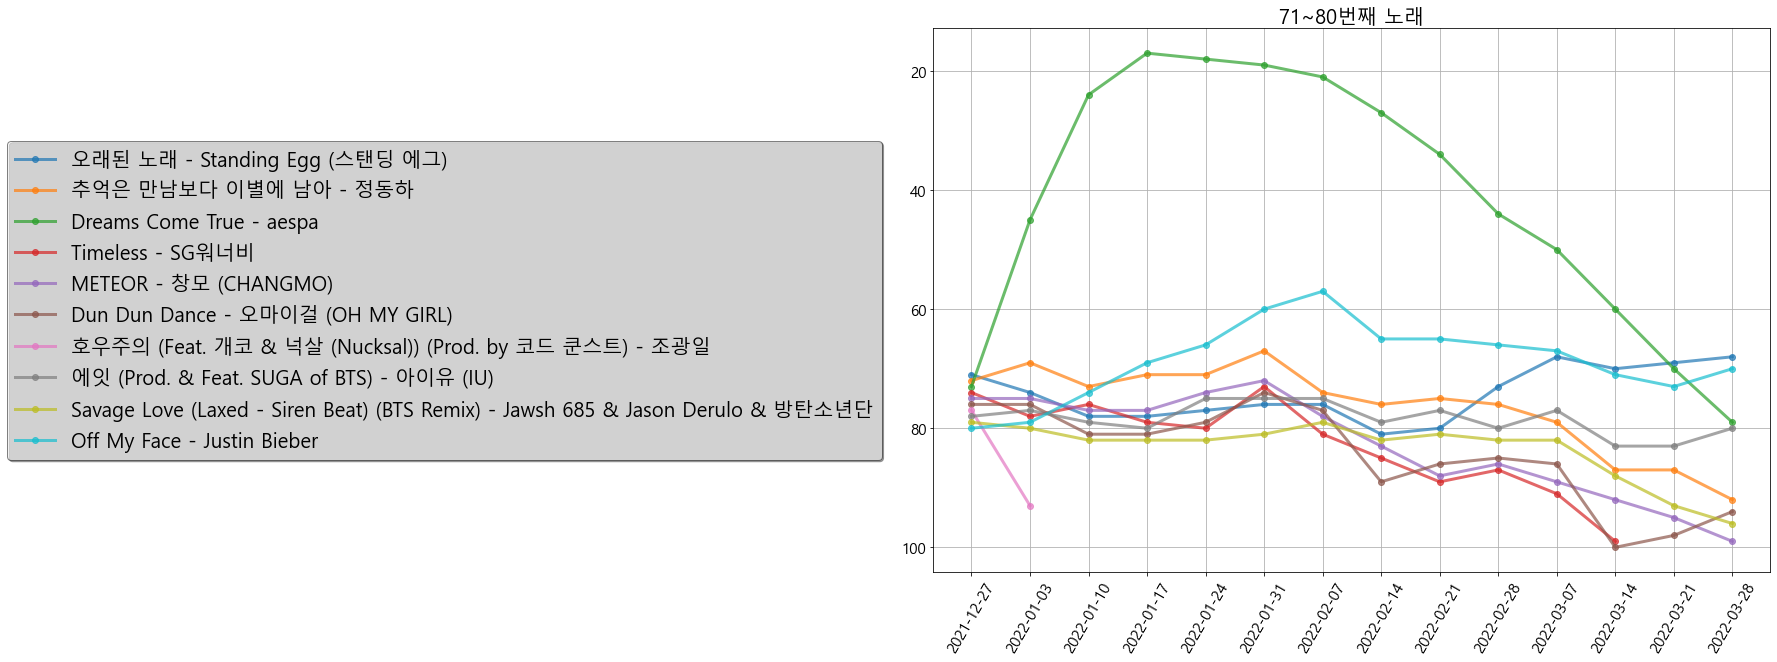 71~80번째 노래
오래된 노래 - Standing Egg (스탠딩 에그)
추억은 만남보다 이별에 남아 - 정동하
Dreams Come True - aespa
Timeless - SG워너비
METEOR - 창모 (CHANGMO)
Dun Dun Dance - 오마이걸 (OH MY GIRL)
호우주의 (Feat. 개코 & 넉살 (Nucksal)) (Prod. by 코드 쿤스트) - 조광일
에잇 (Prod. & Feat. SUGA of BTS) - 아이유 (IU)
Savage Love (Laxed - Siren Beat) (BTS Remix) - Jawsh 685 & Jason Derulo & 방탄소년단
Off My Face - Justin Bieber
20
40
60
80
100
2021-12-27
2022-01-03
2022-01-10
2022-01-17
2022-01-24
2022-01-31
2022-02-07
2022-02-14
2022-02-21
2022-02-28
2022-03-07
2022-03-14
2022-03-21
2022-03-28